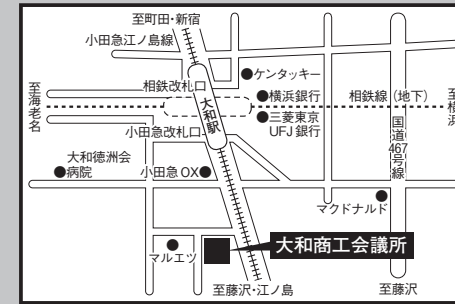 至町田・新宿
小田急江ノ島線
ケンタッキー
相鉄改札口
横浜銀行
相鉄線（地下）
至海老名
至横浜
大和駅
三菱東京
UFJ銀行
小田急改札口
国道467号線
大和徳洲会
病院
小田急OX
マクドナルド
大和商工会議所
マルエツ
至藤沢・江ノ島
至藤沢